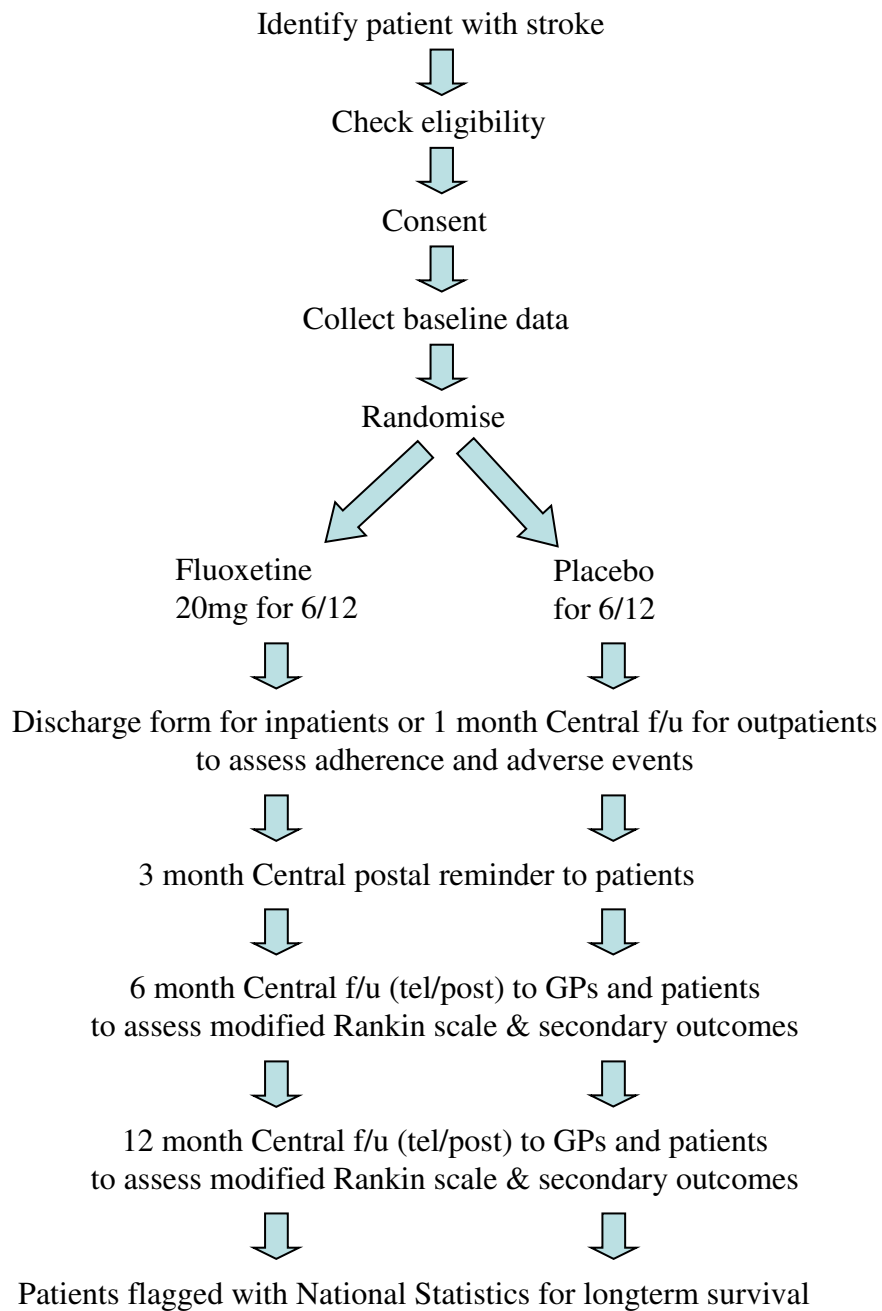 Identify patient with stroke
Check eligibility
Consent
Collect baseline data
Randomise
Fluoxetine
20mg for 6/12
Placebo
for 6/12
Discharge form for inpatients or 1 month Central f/u for outpatients
to assess adherence and adverse events
3 month Central postal reminder to patients
6 month Central f/u (tel/post) to GPs and patients
to assess modified Rankin scale & secondary outcomes
12 month Central f/u (tel/post) to GPs and patients
to assess modified Rankin scale & secondary outcomes
Patients flagged with National Statistics for longterm survival